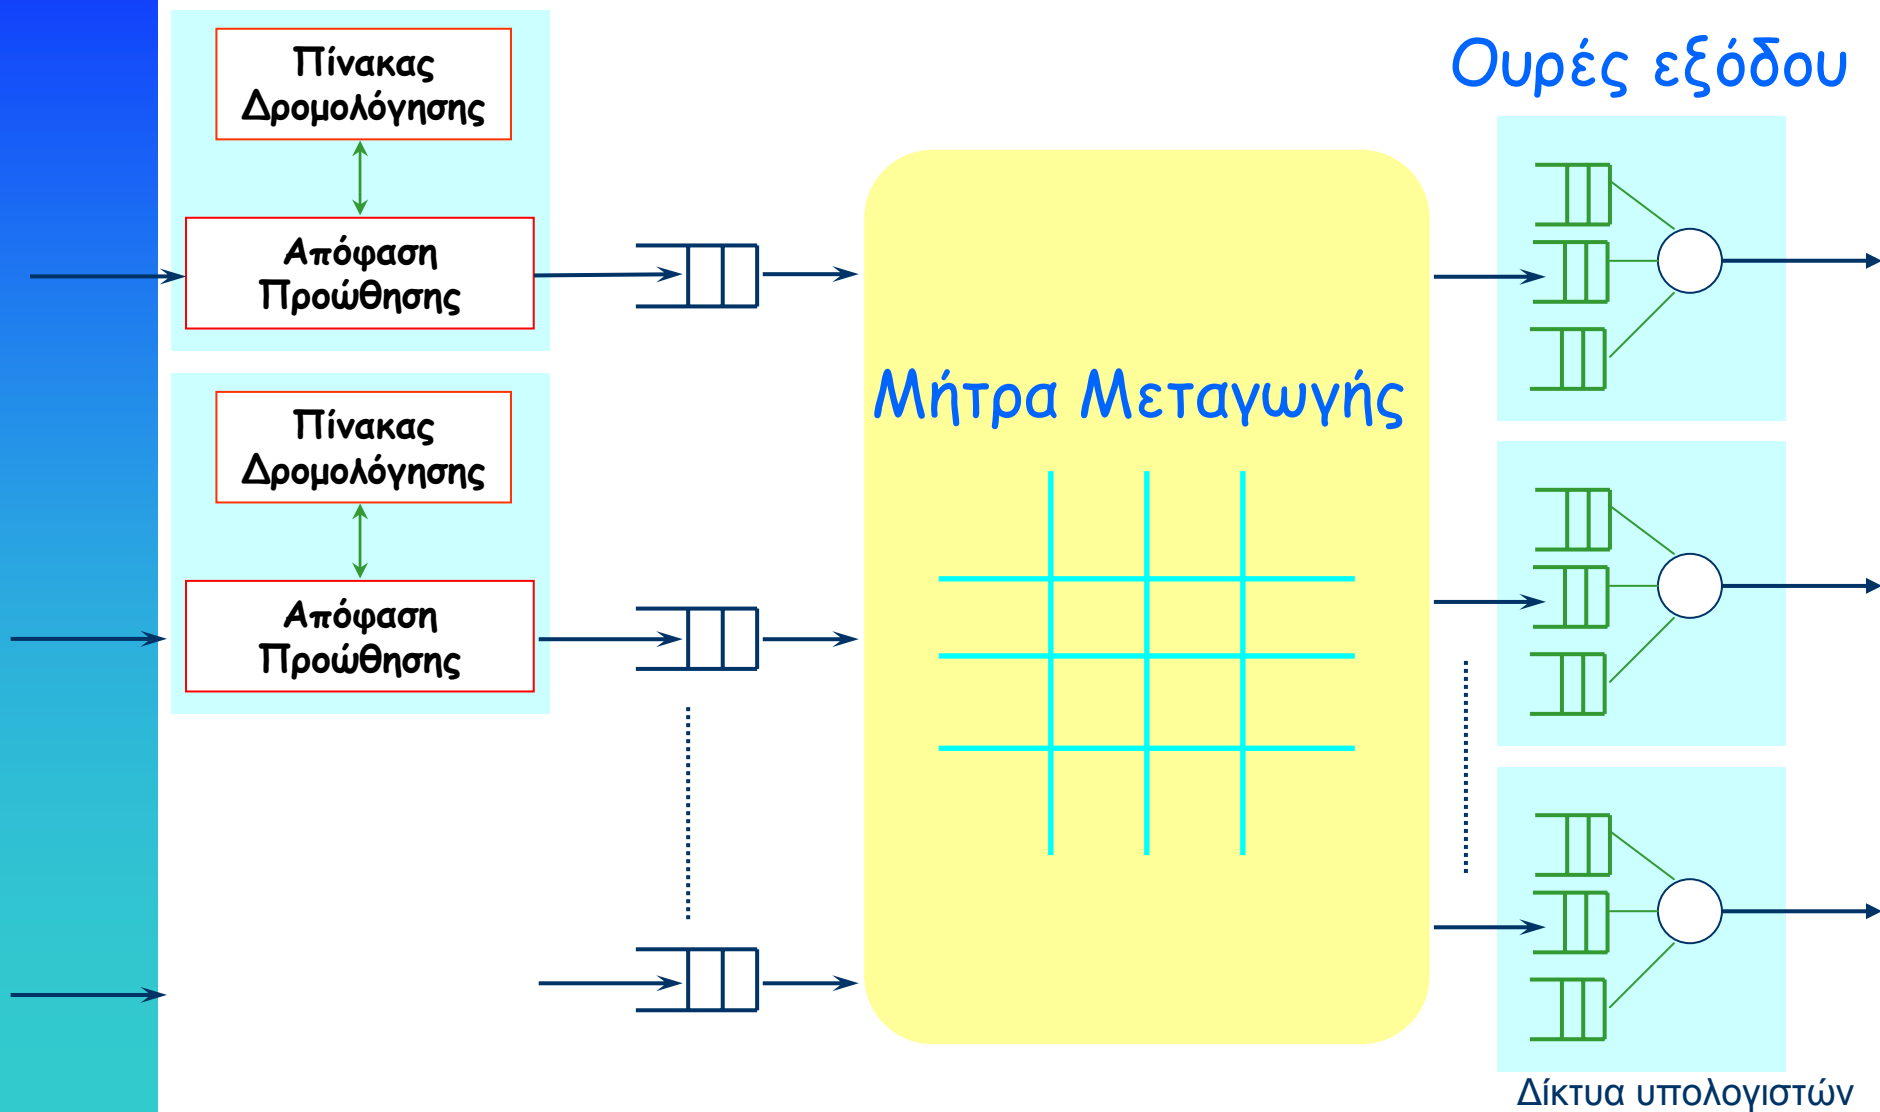 Πίνακας
Δρομολόγησης
Απόφαση
Προώθησης
Πίνακας
Δρομολόγησης
Απόφαση
Προώθησης
Μήτρα Μεταγωγής
Ουρές εξόδου
Δίκτυα υπολογιστών